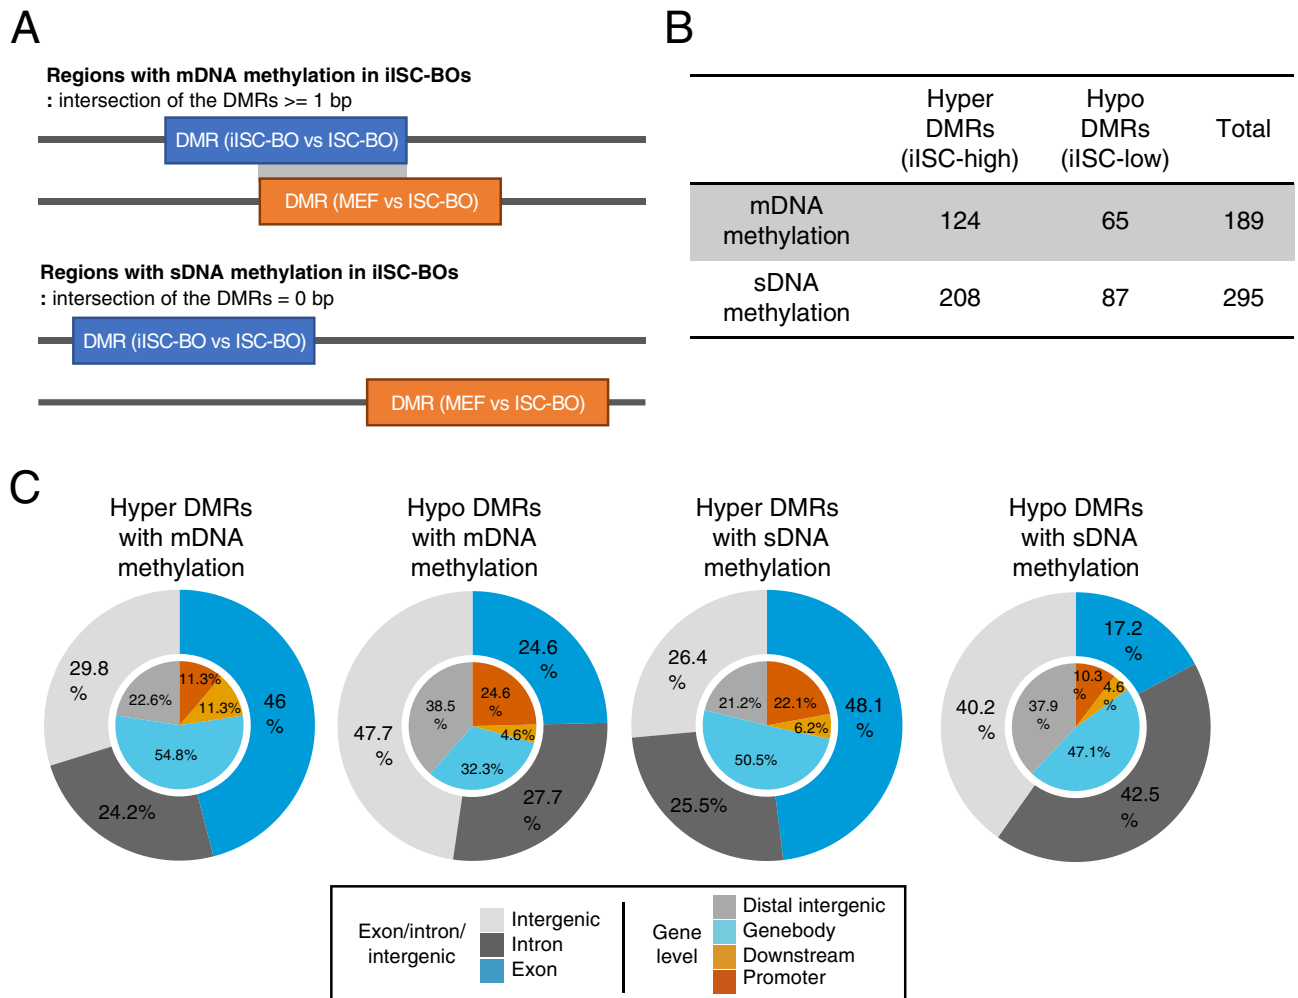 A
Regions with mDNA methylation in iISC-BOs
: intersection of the DMRs >= 1 bp
DMR (iISC-BO vs ISC-BO)
DMR (MEF vs ISC-BO)
Regions with sDNA methylation in iISC-BOs
: intersection of the DMRs = 0 bp
DMR (iISC-BO vs ISC-BO)
DMR (MEF vs ISC-BO)
B
Hyper
DMRs
(iISC-high)
Hypo
DMRs
(iISC-low)
Total
mDNA
methylation
124
65
189
sDNA
methylation
208
87
295
C
Hyper DMRs
with mDNA
methylation
29.8
%
46
%
24.2%
22.6%
11.3%
11.3%
54.8%
Hypo DMRs
with mDNA
methylation
24.6
%
47.7
%
27.7
%
38.5
%
24.6
%
4.6%
32.3%
Hyper DMRs
with sDNA
methylation
26.4
%
48.1
%
25.5%
21.2%
22.1%
6.2%
50.5%
Hypo DMRs
with sDNA
methylation
17.2
%
40.2
%
42.5
%
37.9
%
10.3
%
4.6
%
47.1%
Exon/intron/
intergenic
Intergenic
Intron
Exon
Gene
level
Distal intergenic
Genebody
Downstream
Promoter